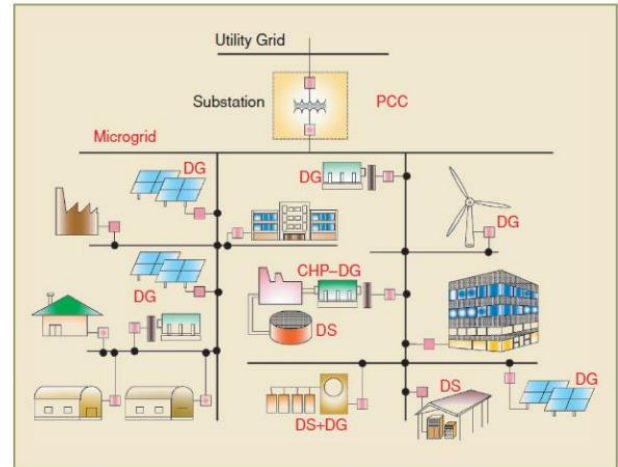 Utility Grid
Substation
PCC
Microgrid
DG
DG
DG
DG
CHP–DG
DS
DS+DG
DS
DG